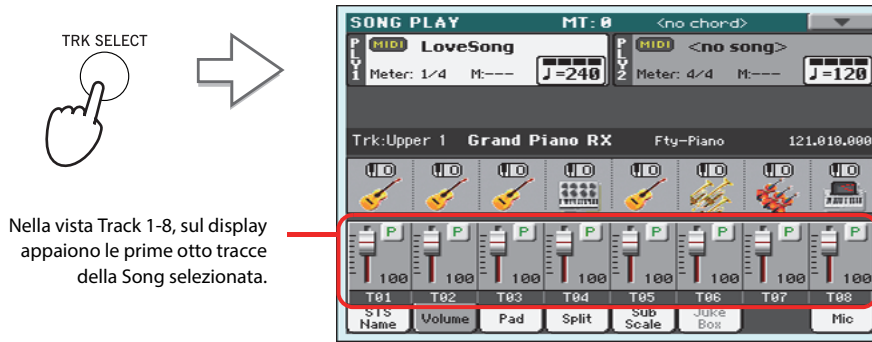 TRK SELECT
Nella vista Track 1-8, sul display
appaiono le prime otto tracce
della Song selezionata.
SONG PLAY MT: 0 <no chord>
PLY1 MIDI LoveSong
Meter: 1/4 M:--- ♩=240
PLY2 MIDI <no song>
Meter: 4/4 M:--- ♩=120
Trk:Upper 1 Grand Piano RX Fty-Piano 121.010.000
P P P P P P P P
100 100 100 100 100 100 100 100
T01 T02 T03 T04 T05 T06 T07 T08
STS Name Volume Pad Split Sub Scale Juke Box Mic